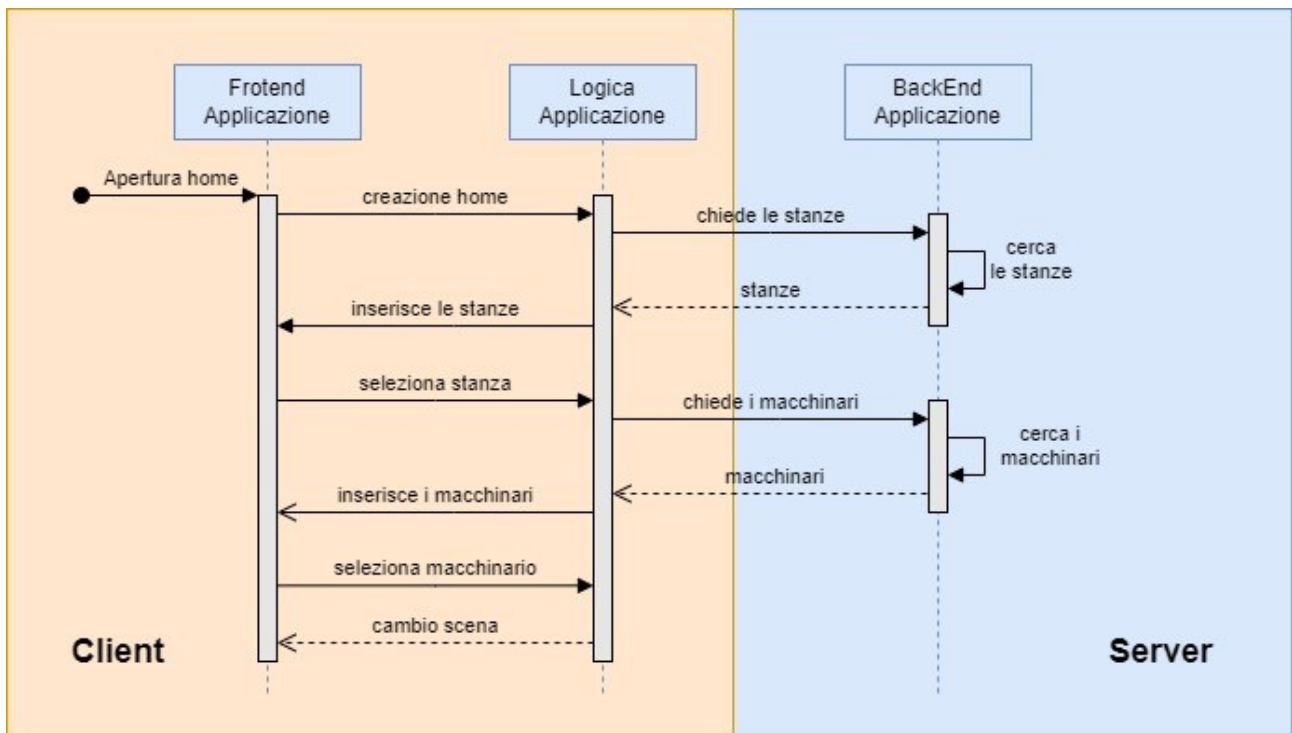 Frotend
Applicazione
Logica
Applicazione
BackEnd
Applicazione
Apertura home
creazione home
chiede le stanze
cerca
le stanze
stanze
inserisce le stanze
seleziona stanza
chiede i macchinari
cerca i
macchinari
macchinari
inserisce i macchinari
seleziona macchinario
cambio scena
Client
Server